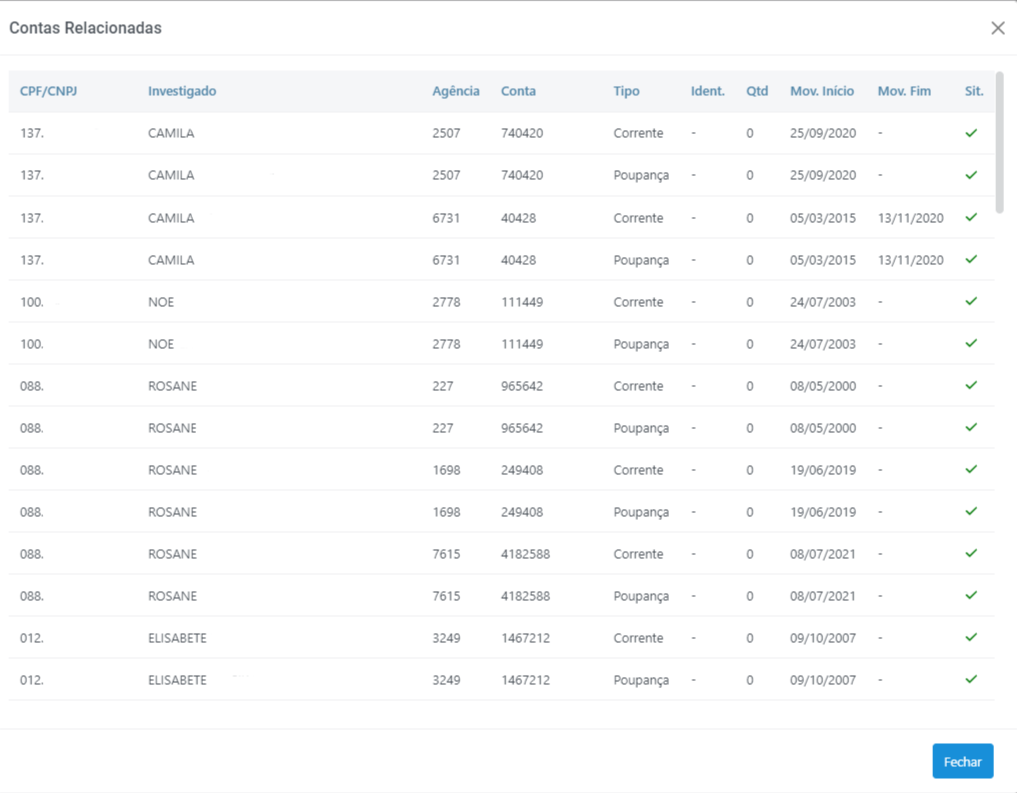 Contas Relacionadas
CPF/CNPJ Investigado Agência Conta Tipo Ident. Qtd Mov. Início Mov. Fim Sit.
137. CAMILA 2507 740420 Corrente - 0 25/09/2020 -
137. CAMILA 2507 740420 Poupança - 0 25/09/2020 -
137. CAMILA 6731 40428 Corrente - 0 05/03/2015 13/11/2020
137. CAMILA 6731 40428 Poupança - 0 05/03/2015 13/11/2020
100. NOE 2778 111449 Corrente - 0 24/07/2003 -
100. NOE 2778 111449 Poupança - 0 24/07/2003 -
088. ROSANE 227 965642 Corrente - 0 08/05/2000 -
088. ROSANE 227 965642 Poupança - 0 08/05/2000 -
088. ROSANE 1698 249408 Corrente - 0 19/06/2019 -
088. ROSANE 1698 249408 Poupança - 0 19/06/2019 -
088. ROSANE 7615 4182588 Corrente - 0 08/07/2021 -
088. ROSANE 7615 4182588 Poupança - 0 08/07/2021 -
012. ELISABETE 3249 1467212 Corrente - 0 09/10/2007 -
012. ELISABETE 3249 1467212 Poupança - 0 09/10/2007 -
Fechar